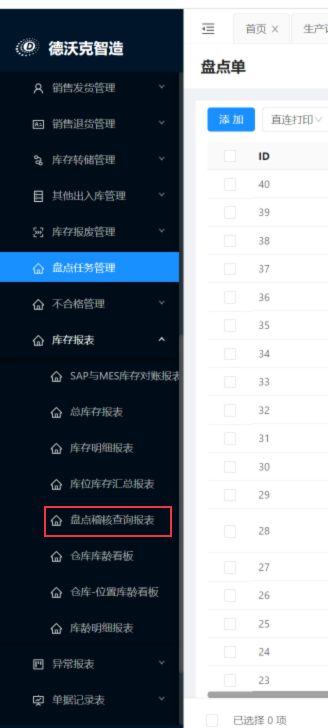 德沃克智造
销售发货管理
销售退货管理
库存转储管理
其他出入库管理
库存报废管理
盘点任务管理
不合格管理
库存报表
SAP与MES库存对账报表
总库存报表
库存明细报表
库位库存汇总报表
盘点稽核查询报表
仓库库龄看板
仓库-位置库龄看板
库龄明细报表
异常报表
单据记录表
首页 ×
生产
盘点单
添加
直连打印
ID
40
39
38
37
36
35
34
33
32
31
30
29
28
27
26
25
24
23
已选择 0 项